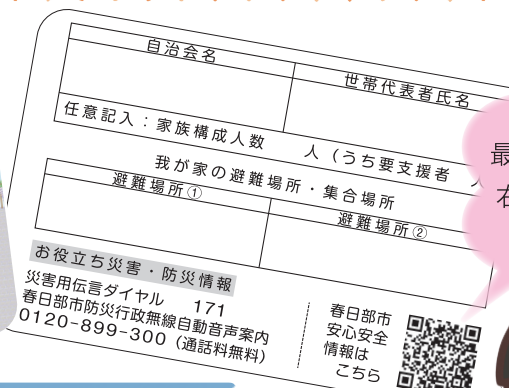 自治会名
世帯代表者氏名
任意記入：家族構成人数　　人（うち要支援者　人
我が家の避難場所・集合場所
避難場所①
避難場所②
お役立ち災害・防災情報
災害用伝言ダイヤル　171
春日部市防災行政無線自動音声案内
0120-899-300（通話料無料）
春日部市
安心安全
情報は
こちら
最
右